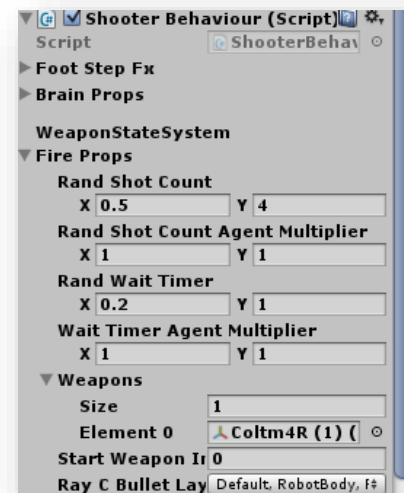 Shooter Behaviour (Script)
Script ShooterBehav
Foot Step Fx
Brain Props
WeaponStateSystem
Fire Props
Rand Shot Count
X 0.5 Y 4
Rand Shot Count Agent Multiplier
X 1 Y 1
Rand Wait Timer
X 0.2 Y 1
Wait Timer Agent Multiplier
X 1 Y 1
Weapons
Size 1
Element 0 Coltm4R (1) (
Start Weapon Ir 0
Ray C Bullet Lay Default, RobotBody, F